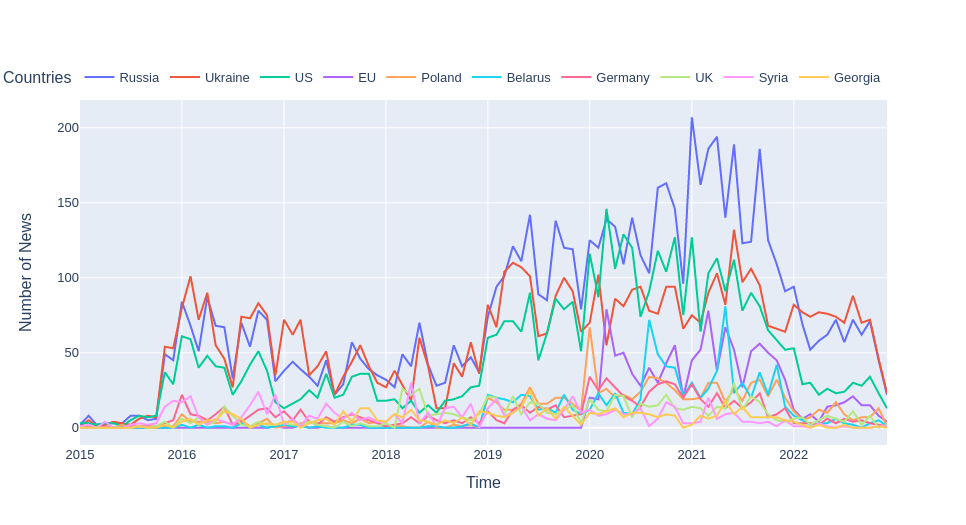 Countries Russia Ukraine US EU Poland Belarus Germany UK Syria Georgia
200
150
100
50
0
Number of News
2015 2016 2017 2018 2019 2020 2021 2022
Time